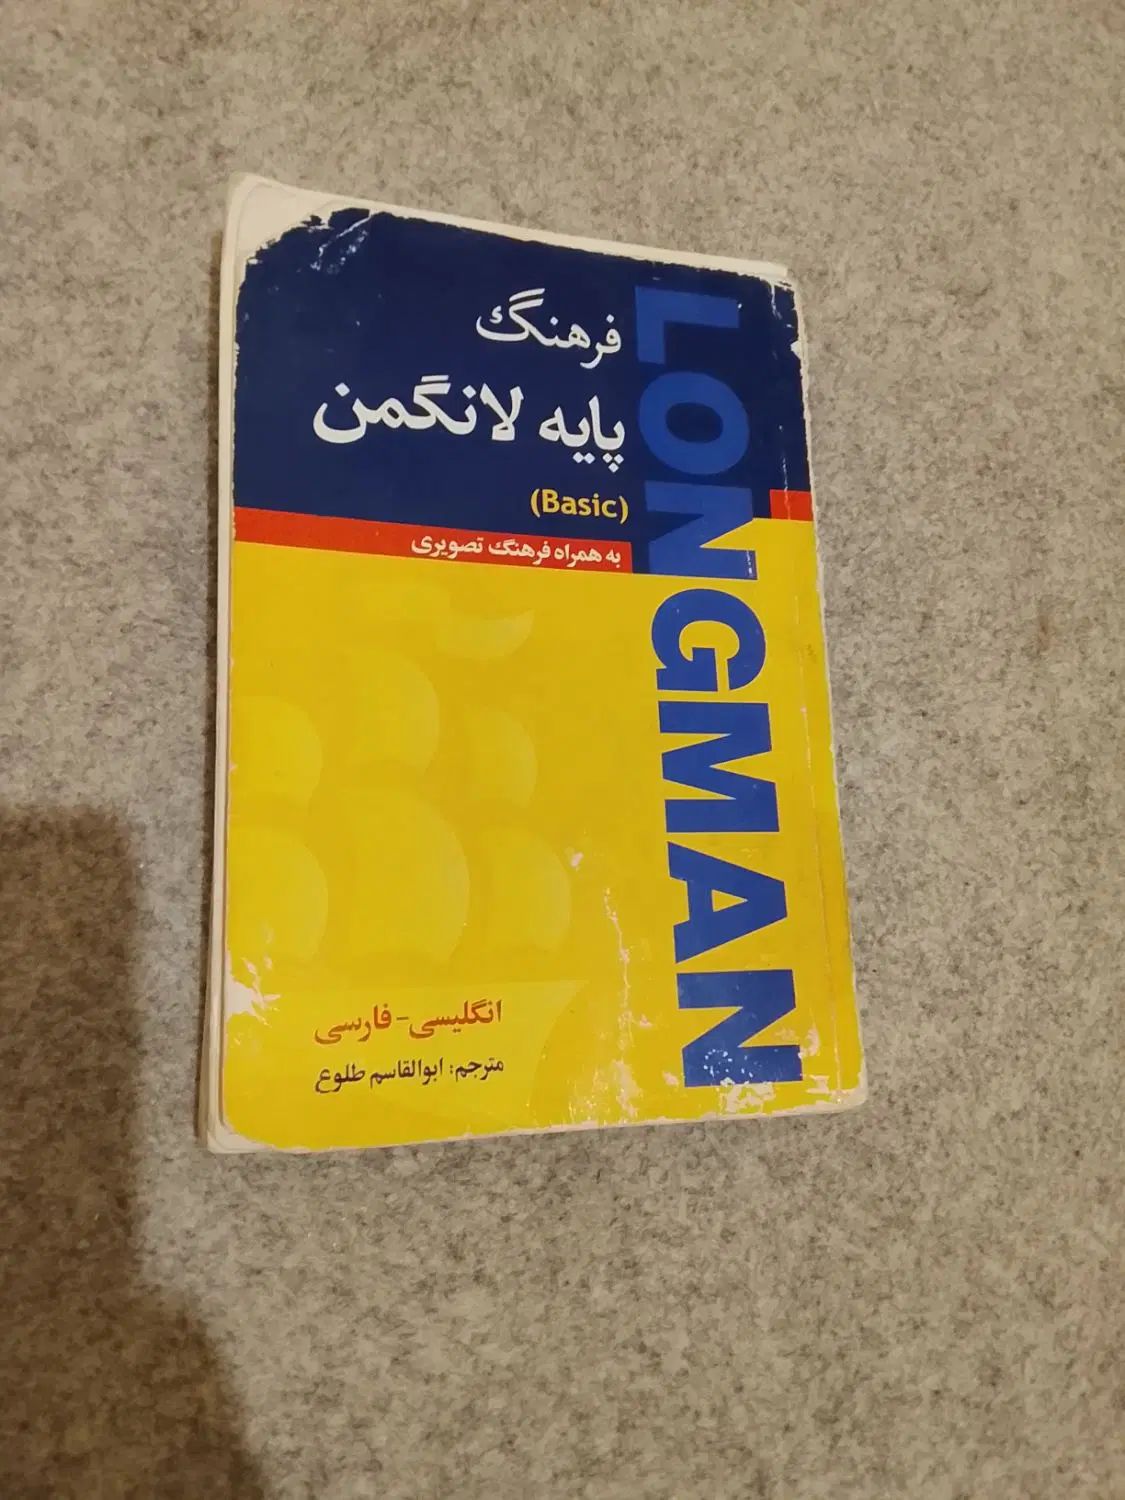 فرهنگ
پایه لانگمن
(Basic)
به همراه فرهنگ تصویری
LONGMAN
انگلیسی - فارسی
مترجم: ابوالقاسم طلوع